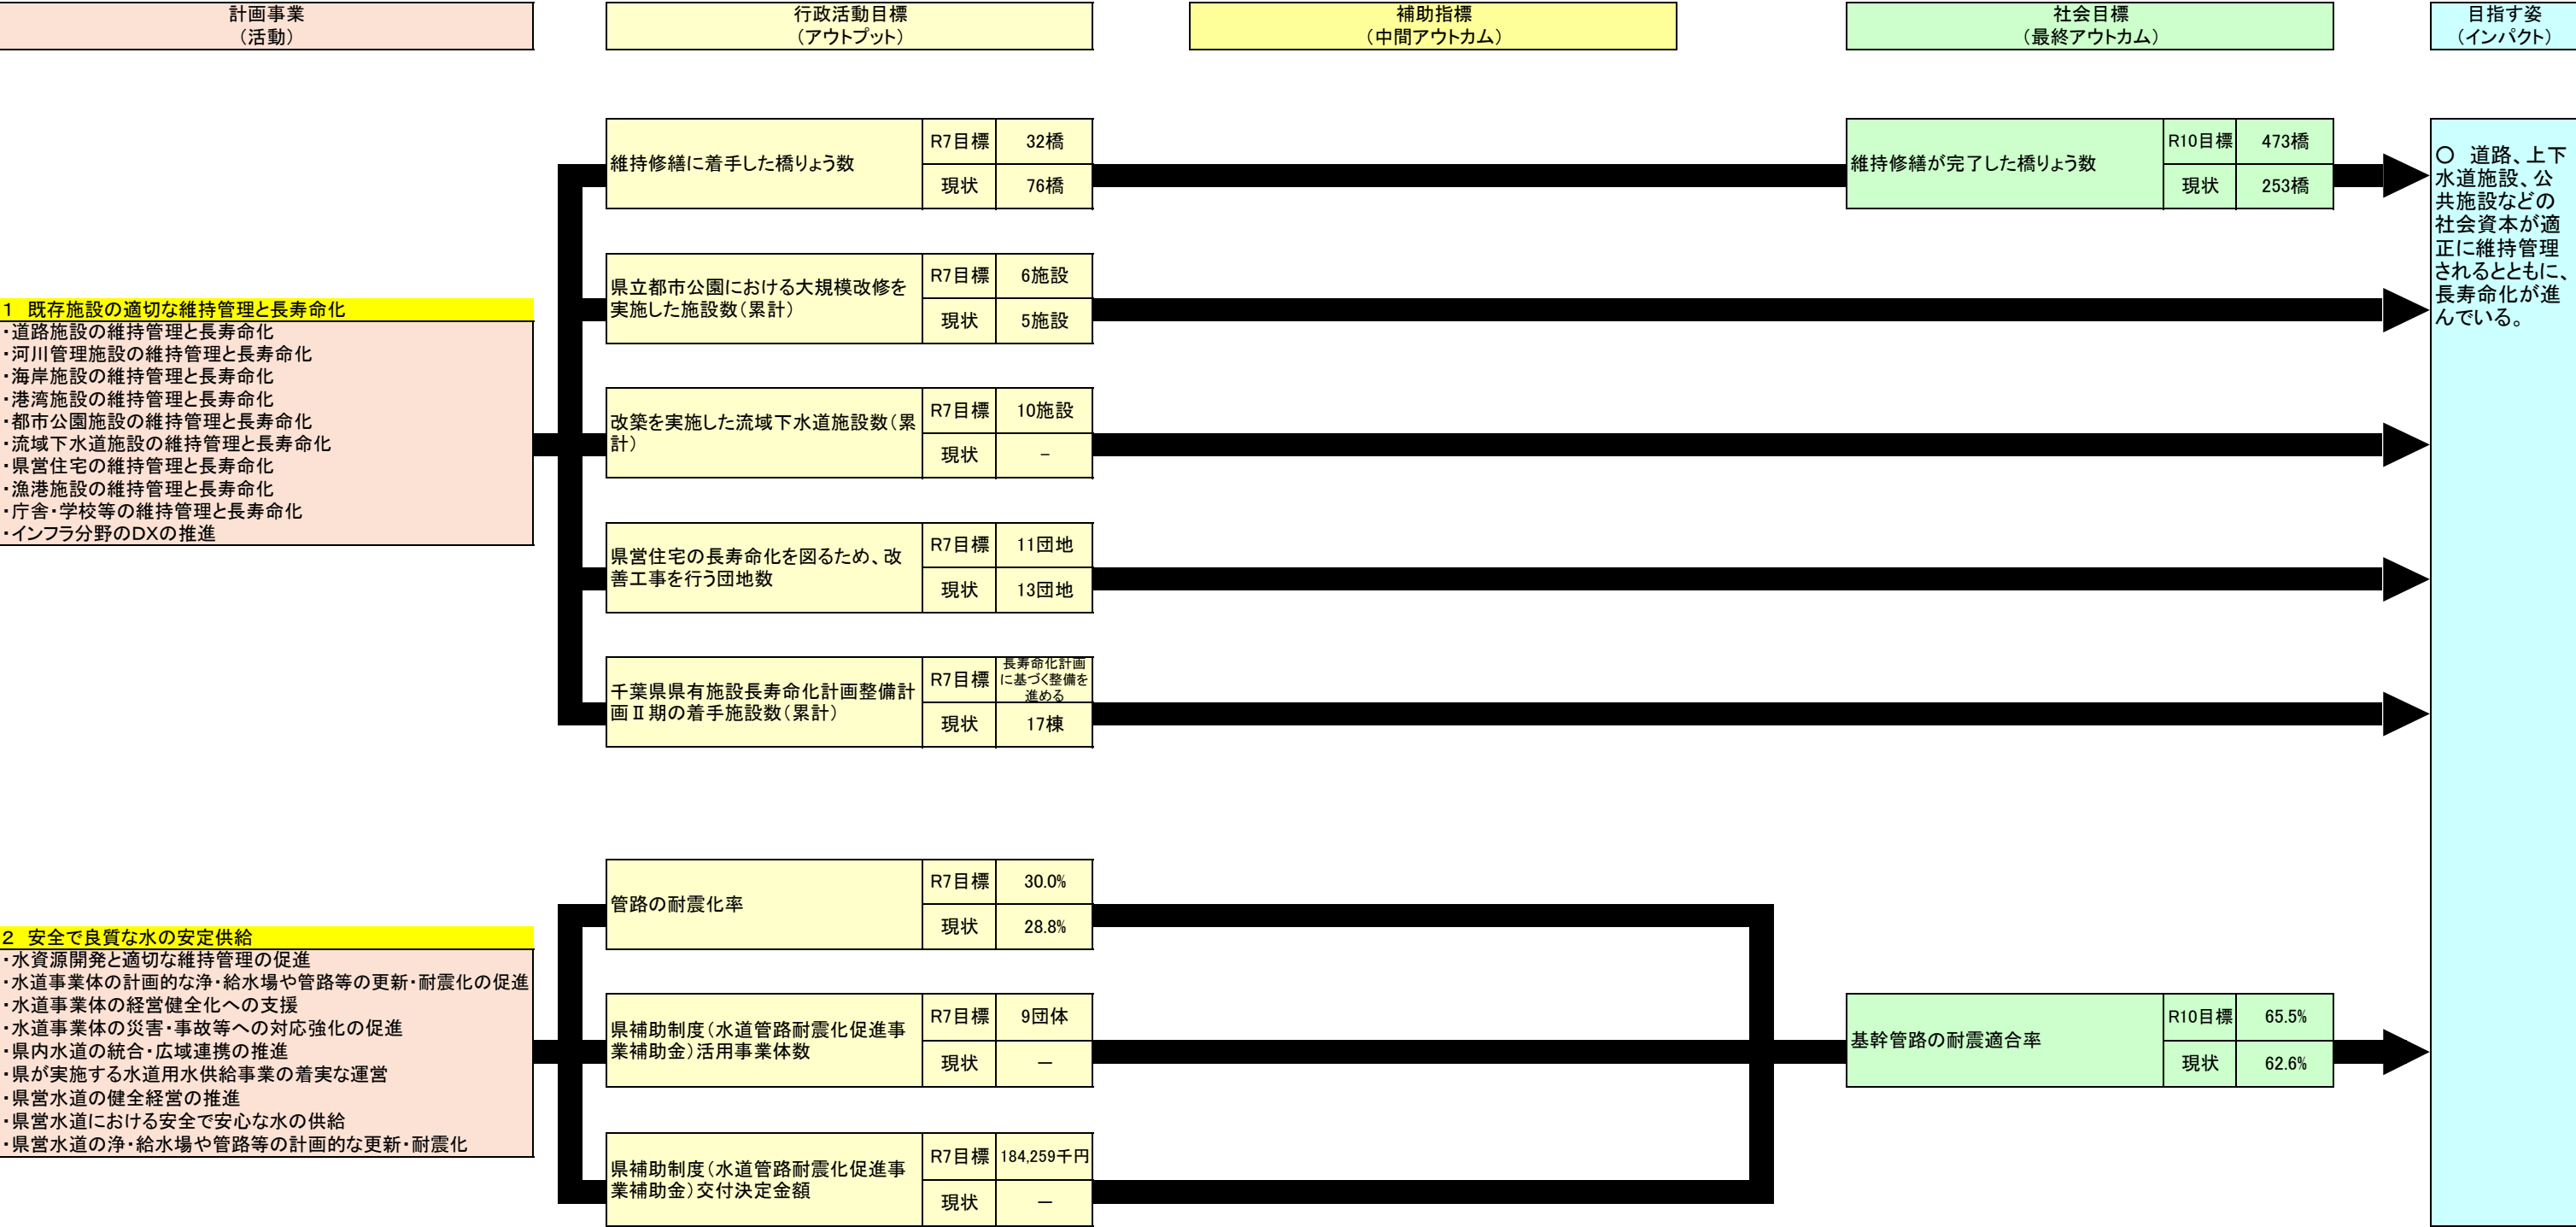 計画事業
(活動)
行政活動目標
(アウトプット)
補助指標
(中間アウトカム)
社会目標
(最終アウトカム)
目指す姿
(インパクト)
1 既存施設の適切な維持管理と長寿命化
・道路施設の維持管理と長寿命化
・河川管理施設の維持管理と長寿命化
・海岸施設の維持管理と長寿命化
・港湾施設の維持管理と長寿命化
・都市公園施設の維持管理と長寿命化
・流域下水道施設の維持管理と長寿命化
・県営住宅の維持管理と長寿命化
・漁港施設の維持管理と長寿命化
・庁舎・学校等の維持管理と長寿命化
・インフラ分野のDXの推進
維持修繕に着手した橋りょう数
R7目標 32橋
現状 76橋
県立都市公園における大規模改修を
実施した施設数(累計)
R7目標 6施設
現状 5施設
改築を実施した流域下水道施設数(累
計)
R7目標 10施設
現状 -
県営住宅の長寿命化を図るため、改
善工事を行う団地数
R7目標 11団地
現状 13団地
千葉県県有施設長寿命化計画整備計
画Ⅱ期の着手施設数(累計)
R7目標 長寿命化計画
に基づく整備を
進める
現状 17棟
維持修繕が完了した橋りょう数
R10目標 473橋
現状 253橋
○ 道路、上下
水道施設、公
共施設などの
社会資本が適
正に維持管理
されるとともに、
長寿命化が進
んでいる。
2 安全で良質な水の安定供給
・水資源開発と適切な維持管理の促進
・水道事業体の計画的な浄・給水場や管路等の更新・耐震化の促進
・水道事業体の経営健全化への支援
・水道事業体の災害・事故等への対応強化の促進
・県内水道の統合・広域連携の推進
・県が実施する水道用水供給事業の着実な運営
・県営水道の健全経営の推進
・県営水道における安全で安心な水の供給
・県営水道の浄・給水場や管路等の計画的な更新・耐震化
管路の耐震化率
R7目標 30.0%
現状 28.8%
県補助制度(水道管路耐震化促進事
業補助金)活用事業体数
R7目標 9団体
現状 ー
県補助制度(水道管路耐震化促進事
業補助金)交付決定金額
R7目標 184,259千円
現状 ー
基幹管路の耐震適合率
R10目標 65.5%
現状 62.6%